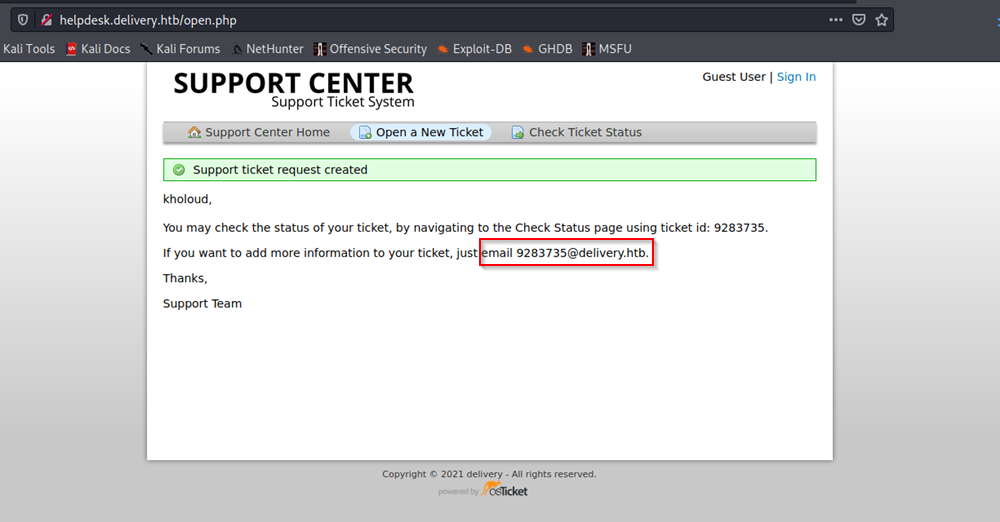 helpdesk.delivery.htb/open.php
Kali Tools Kali Docs Kali Forums NetHunter Offensive Security Exploit-DB GHDB MSFU
SUPPORT CENTER
Support Ticket System
Guest User | Sign In
Support Center Home Open a New Ticket Check Ticket Status
Support ticket request created
kholoud,
You may check the status of your ticket, by navigating to the Check Status page using ticket id: 9283735.
If you want to add more information to your ticket, just email 9283735@delivery.htb.
Thanks,
Support Team
Copyright © 2021 delivery - All rights reserved.
powered by osTicket